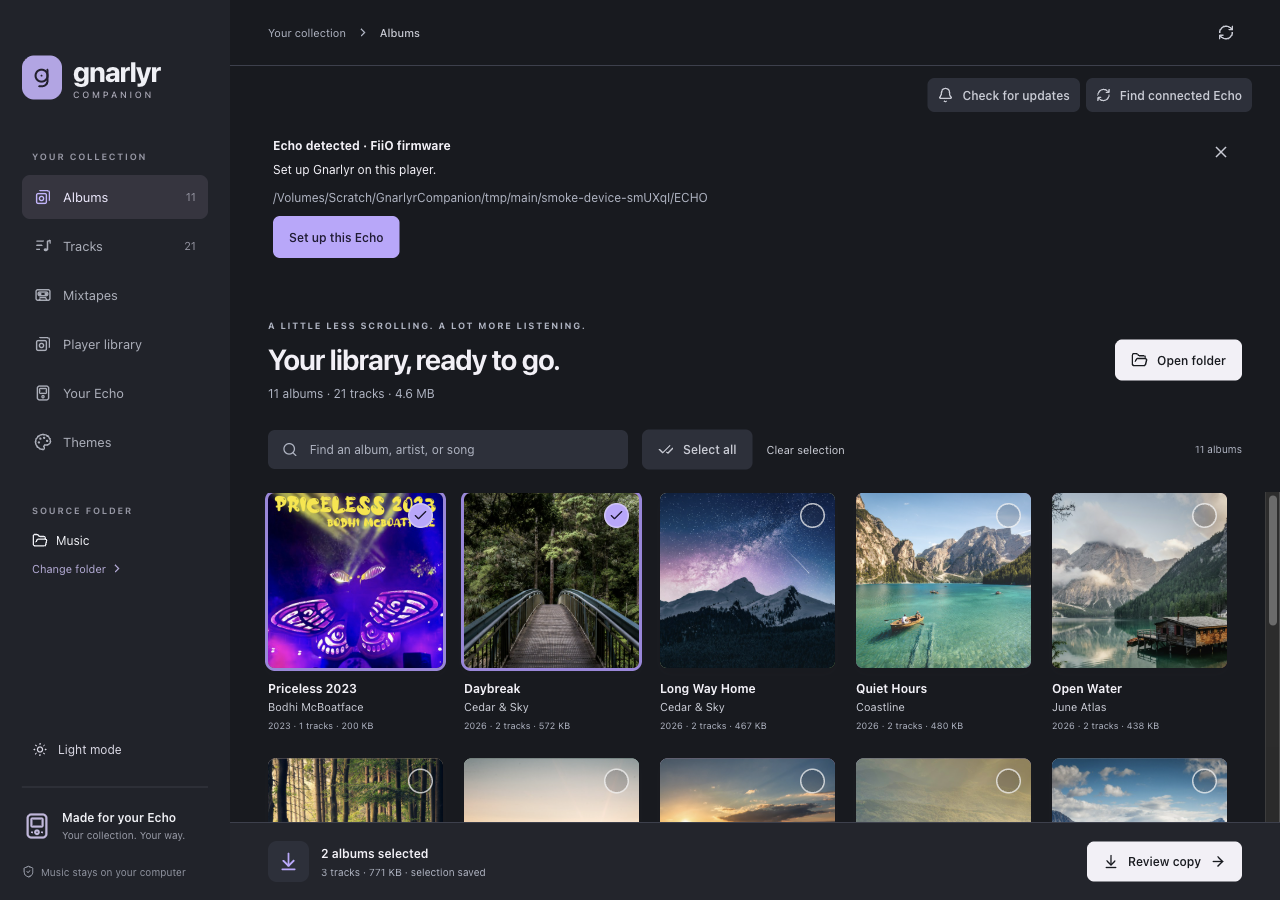 g
gnarlyr
COMPANION
YOUR COLLECTION
Albums 11
Tracks 21
Mixtapes
Player library
Your Echo
Themes
SOURCE FOLDER
Music
Change folder
Light mode
Made for your Echo
Your collection. Your way.
Music stays on your computer
Your collection > Albums
Check for updates
Find connected Echo
Echo detected · FiiO firmware
Set up Gnarlyr on this player.
/Volumes/Scratch/GnarlyrCompanion/tmp/main/smoke-device-smUXql/ECHO
Set up this Echo
A LITTLE LESS SCROLLING. A LOT MORE LISTENING.
Your library, ready to go.
11 albums · 21 tracks · 4.6 MB
Open folder
Find an album, artist, or song
Select all
Clear selection
11 albums
PRICELESS 2023
BODHI MCBOATFACE
Priceless 2023
Bodhi McBoatface
2023 · 1 tracks · 200 KB
Daybreak
Cedar & Sky
2026 · 2 tracks · 572 KB
Long Way Home
Cedar & Sky
2026 · 2 tracks · 467 KB
Quiet Hours
Coastline
2026 · 2 tracks · 480 KB
Open Water
June Atlas
2026 · 2 tracks · 438 KB
2 albums selected
3 tracks · 771 KB · selection saved
Review copy